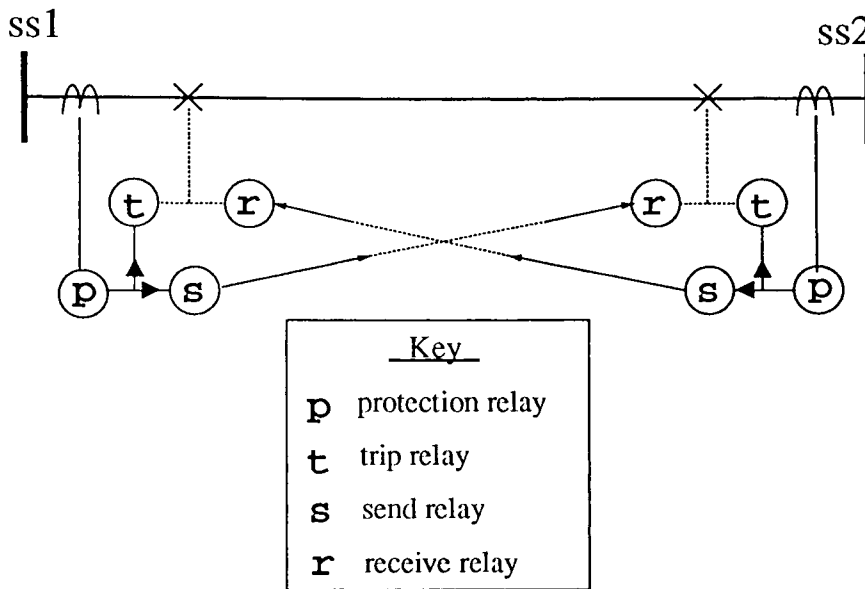 ss1
ss2
t
r
r
t
p
s
s
p
Key
p protection relay
t trip relay
s send relay
r receive relay